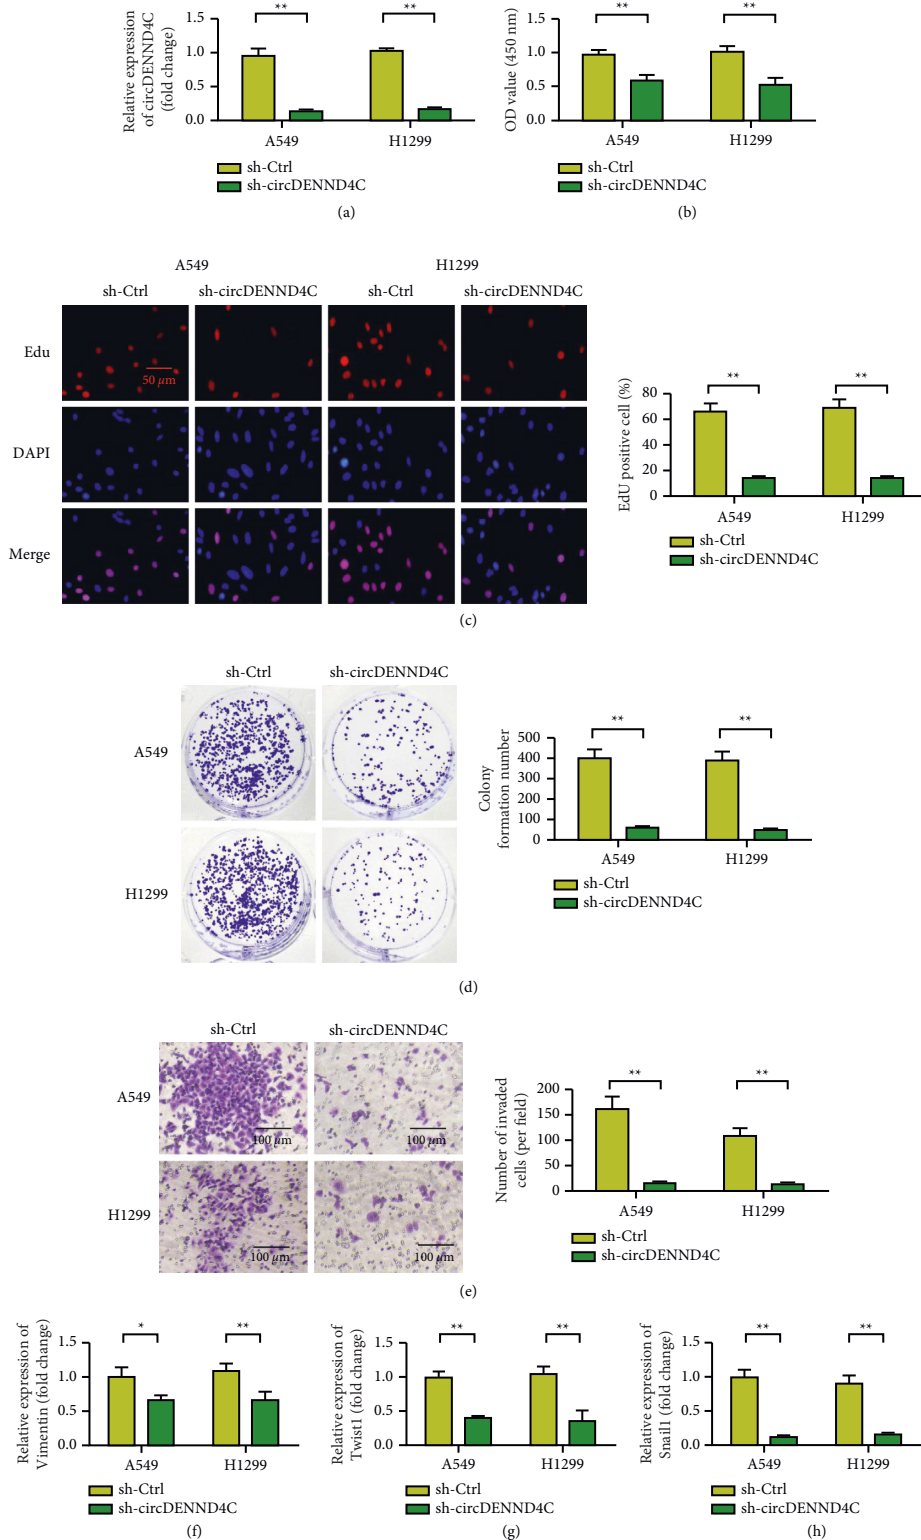 Relative expression
of circDENND4C
(fold change)
1.5
1.0
0.5
0.0
**
**
A549
H1299
sh-Ctrl
sh-circDENND4C
(a)
OD value (450 nm)
1.5
1.0
0.5
0.0
**
**
A549
H1299
sh-Ctrl
sh-circDENND4C
(b)
A549
H1299
sh-Ctrl
sh-circDENND4C
sh-Ctrl
sh-circDENND4C
Edu
50 µm
DAPI
Merge
EdU positive cell (%)
80
60
40
20
0
**
**
A549
H1299
sh-Ctrl
sh-circDENND4C
(c)
sh-Ctrl
sh-circDENND4C
A549
H1299
Colony
formation number
500
400
300
200
100
0
**
**
A549
H1299
sh-Ctrl
sh-circDENND4C
(d)
sh-Ctrl
sh-circDENND4C
A549
100 µm
100 µm
H1299
100 µm
100 µm
Number of invaded
cells (per field)
200
150
100
50
0
**
**
A549
H1299
sh-Ctrl
sh-circDENND4C
(e)
Relative expression of
Vimentin (fold change)
1.5
1.0
0.5
0.0
*
**
A549
H1299
sh-Ctrl
sh-circDENND4C
(f)
Relative expression of
Twist1 (fold change)
1.5
1.0
0.5
0.0
**
**
A549
H1299
sh-Ctrl
sh-circDENND4C
(g)
Relative expression of
Snail1 (fold change)
1.5
1.0
0.5
0.0
**
**
A549
H1299
sh-Ctrl
sh-circDENND4C
(h)